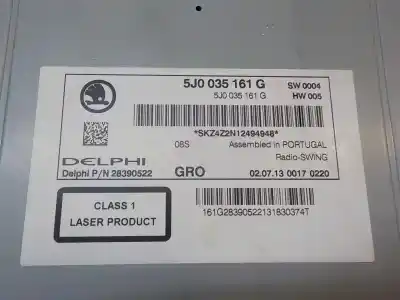 5J0 035 161 G SW 0004
5J0 035 161 G HW 005
*SKZ4Z2N12494948*
08S Assembled in PORTUGAL
DELPHI Radio-SWING
Delphi P/N 28390522 GRO 02.07.13 0017 0220
CLASS 1
LASER PRODUCT
161G28390522131830374T